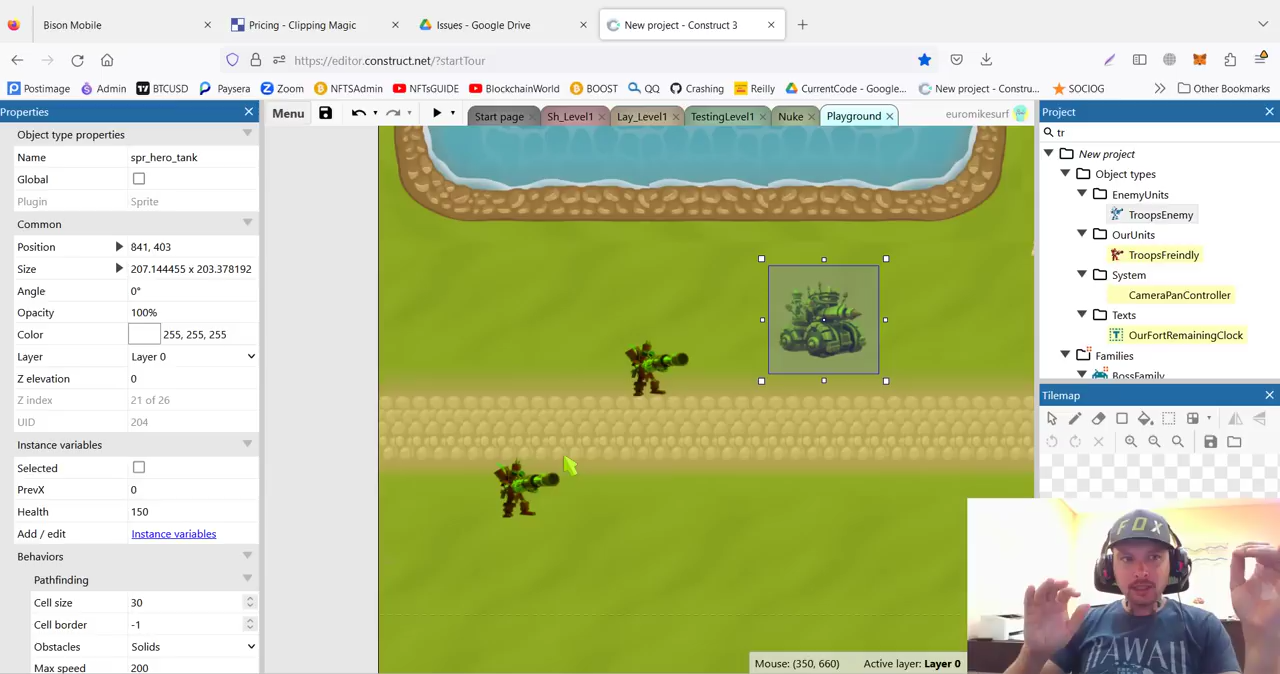 Bison Mobile
Pricing - Clipping Magic
Issues - Google Drive
New project - Construct 3
https://editor.construct.net/?startTour
Postimage
Admin
BTCUSD
Paysera
Zoom
NFTSAdmin
NFTsGUIDE
BlockchainWorld
BOOST
QQ
Crashing
Reilly
CurrentCode - Google...
New project - Constru...
SOCIOG
Other Bookmarks
Properties
Menu
Start page
Sh_Level1
Lay_Level1
TestingLevel1
Nuke
Playground
euromikesurf
Project
Object type properties
Name spr_hero_tank
Global
Plugin Sprite
Common
Position 841, 403
Size 207.144455 x 203.378192
Angle 0°
Opacity 100%
Color 255, 255, 255
Layer Layer 0
Z elevation 0
Z index 21 of 26
UID 204
Instance variables
Selected
PrevX 0
Health 150
Add / edit Instance variables
Behaviors
Pathfinding
Cell size 30
Cell border -1
Obstacles Solids
Max speed 200
tr
New project
Object types
EnemyUnits
TroopsEnemy
OurUnits
TroopsFreindly
System
CameraPanController
Texts
OurFortRemainingClock
Families
BossFamily
Tilemap
Mouse: (350, 660) Active layer: Layer 0
FOX
HAWAII